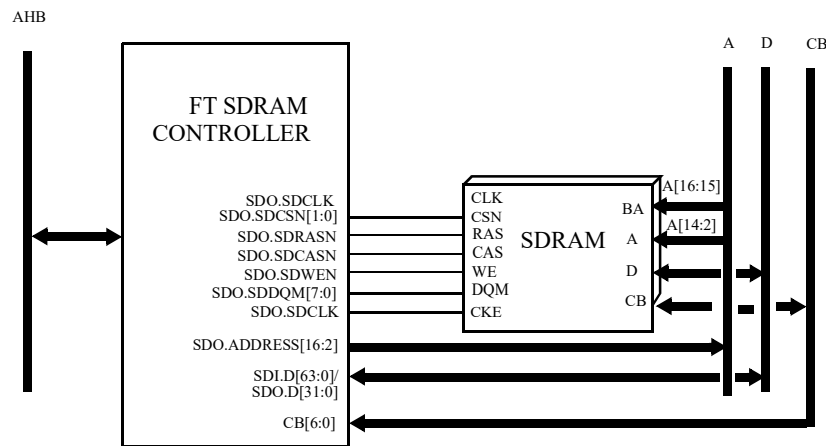 AHB
A D CB
FT SDRAM
CONTROLLER
A[16:15]
SDO.SDCLK CLK
SDO.SDCSN[1:0] CSN BA
A[14:2]
SDO.SDRASN RAS SDRAM A
SDO.SDCASN CAS
SDO.SDWEN WE D
SDO.SDDQM[7:0] DQM
SDO.SDCLK CKE CB
SDO.ADDRESS[16:2]
SDI.D[63:0]/
SDO.D[31:0]
CB[6:0]